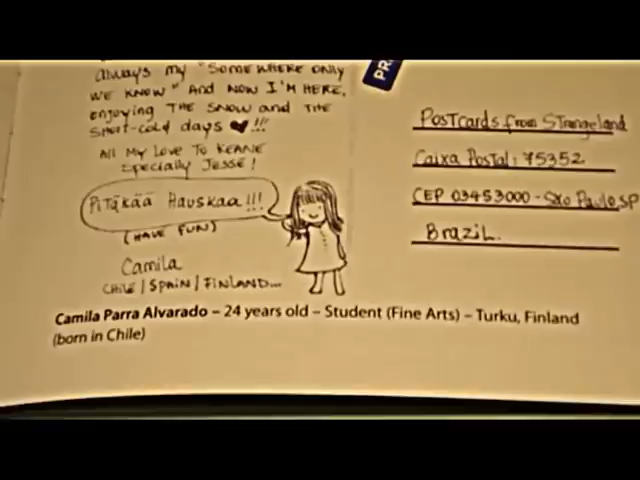 always my "Somewhere only
we know" and now I'm here,
enjoying the snow and the
short-cold days ♥!!!
All my love to Keane
specially Jesse!
Pitäkää Hauskaa!!!
(Have fun)
Camila
Chile / Spain / Finland...
Camila Parra Alvarado – 24 years old – Student (Fine Arts) – Turku, Finland
(born in Chile)
PR
Postcards from Strangeland
Caixa Postal: 75352
CEP 03453000 - São Paulo, SP
Brazil.